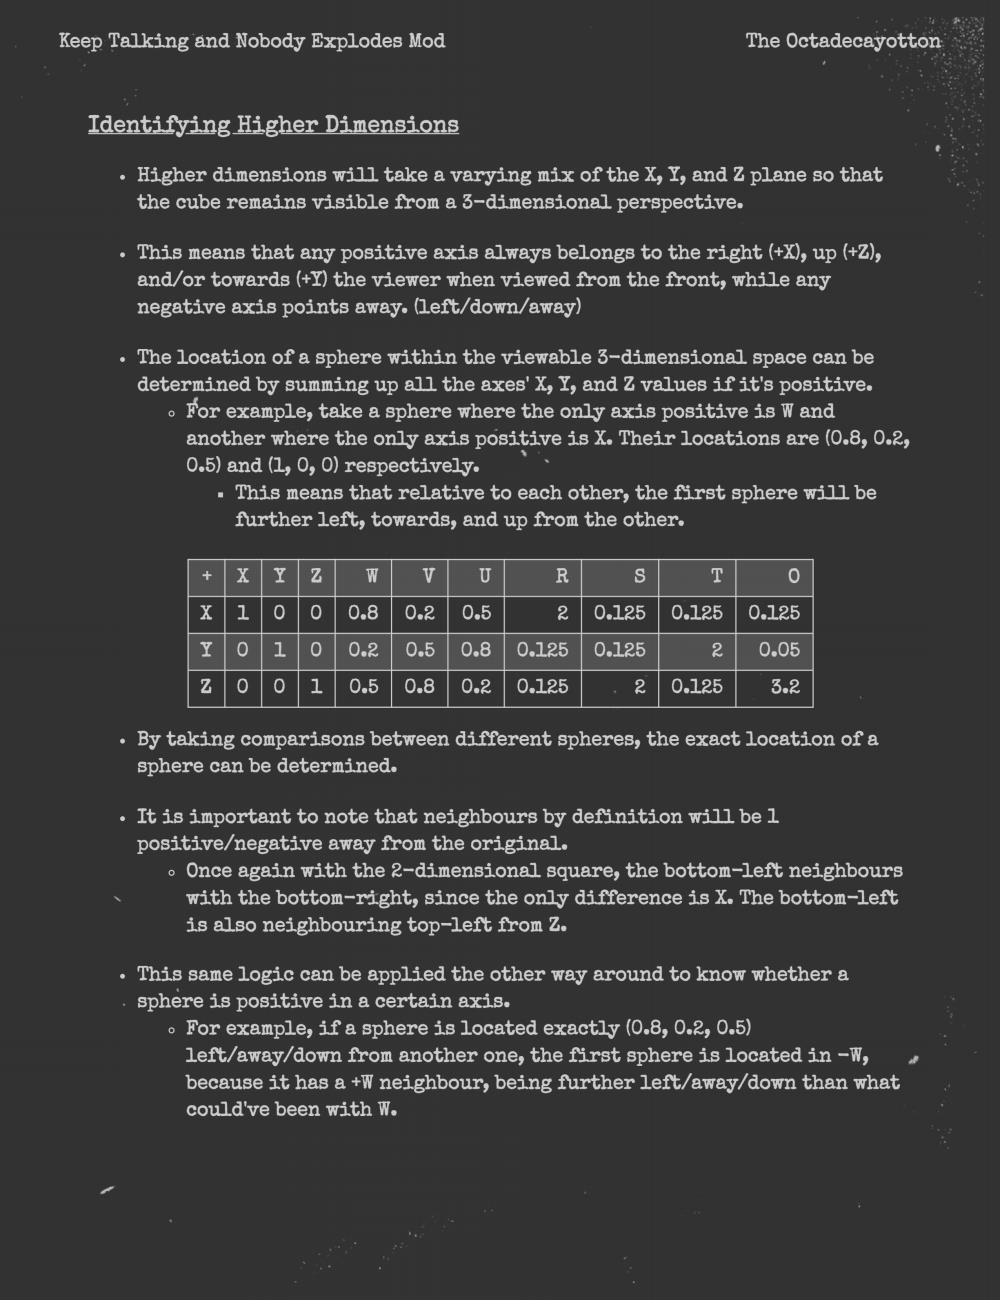 Keep Talking and Nobody Explodes Mod The Octadecayotton
Identifying Higher Dimensions
• Higher dimensions will take a varying mix of the X, Y, and Z plane so that
the cube remains visible from a 3-dimensional perspective.
• This means that any positive axis always belongs to the right (+X), up (+Z),
and/or towards (+Y) the viewer when viewed from the front, while any
negative axis points away. (left/down/away)
• The location of a sphere within the viewable 3-dimensional space can be
determined by summing up all the axes' X, Y, and Z values if it's positive.
◦ For example, take a sphere where the only axis positive is W and
another where the only axis positive is X. Their locations are (0.8, 0.2,
0.5) and (1, 0, 0) respectively.
▪ This means that relative to each other, the first sphere will be
further left, towards, and up from the other.
+ X Y Z W V U R S T O
X 1 0 0 0.8 0.2 0.5 2 0.125 0.125 0.125
Y 0 1 0 0.2 0.5 0.8 0.125 0.125 2 0.05
Z 0 0 1 0.5 0.8 0.2 0.125 2 0.125 3.2
• By taking comparisons between different spheres, the exact location of a
sphere can be determined.
• It is important to note that neighbours by definition will be 1
positive/negative away from the original.
◦ Once again with the 2-dimensional square, the bottom-left neighbours
with the bottom-right, since the only difference is X. The bottom-left
is also neighbouring top-left from Z.
• This same logic can be applied the other way around to know whether a
sphere is positive in a certain axis.
◦ For example, if a sphere is located exactly (0.8, 0.2, 0.5)
left/away/down from another one, the first sphere is located in -W,
because it has a +W neighbour, being further left/away/down than what
could've been with W.